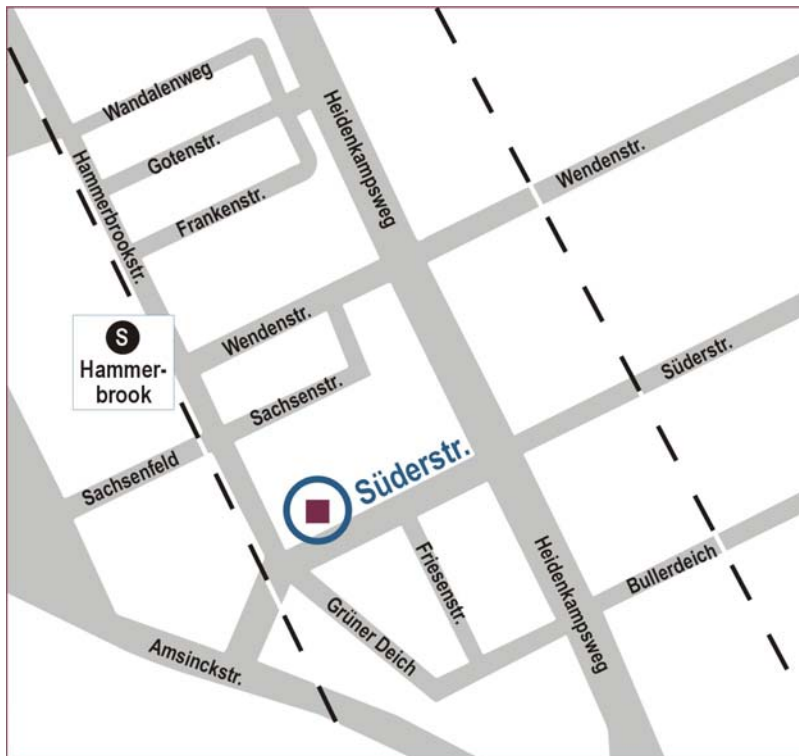 Wandalenweg
Gotenstr.
Frankenstr.
Hammerbrookstr.
Heidenkampsweg
Wendenstr.
S
Hammer-
brook
Wendenstr.
Sachsenstr.
Süderstr.
Sachsenfeld
Süderstr.
Friesenstr.
Heidenkampsweg
Bullerdeich
Grüner Deich
Amsinckstr.